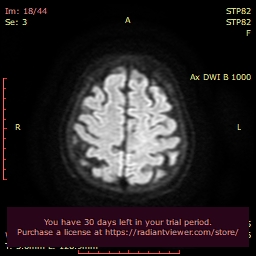 Im: 18/44
Se: 3
A
STP82
STP82
F
Ax DWI B 1000
R
L
You have 30 days left in your trial period.
Purchase a license at https://radiantviewer.com/store/